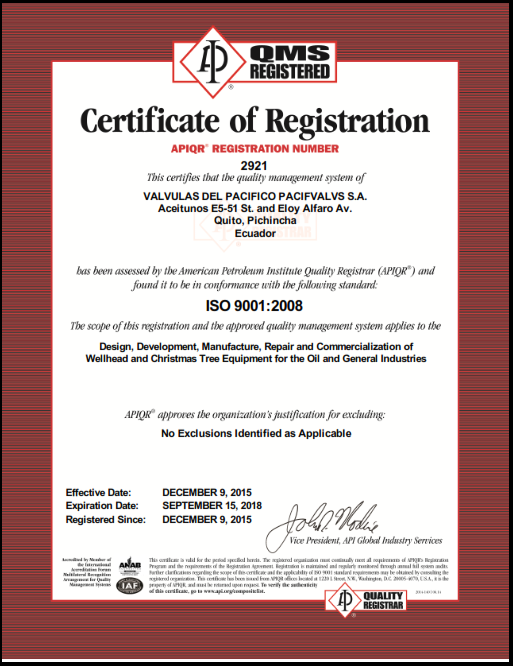 API QMS
REGISTERED
®
Certificate of Registration
APIQR® REGISTRATION NUMBER
2921
This certifies that the quality management system of
VALVULAS DEL PACIFICO PACIFVALVS S.A.
Aceitunos E5-51 St. and Eloy Alfaro Av.
Quito, Pichincha
Ecuador
QUALITY
REGISTRAR
has been assessed by the American Petroleum Institute Quality Registrar (APIQR®) and
found it to be in conformance with the following standard:
ISO 9001:2008
The scope of this registration and the approved quality management system applies to the
Design, Development, Manufacture, Repair and Commercialization of
Wellhead and Christmas Tree Equipment for the Oil and General Industries
APIQR® approves the organization's justification for excluding:
No Exclusions Identified as Applicable
Effective Date: DECEMBER 9, 2015
Expiration Date: SEPTEMBER 15, 2018
Registered Since: DECEMBER 9, 2015
Vice President, API Global Industry Services
Accredited by Member of
the International
Accreditation Forum
Multilateral Recognition
Arrangement for Quality
Management Systems
ANAB
IAF
This certificate is valid for the period specified herein. The registered organization must continually meet all requirements of APIQR's Registration
Program and the requirements of the Registration Agreement. Registration is maintained and regularly monitored through annual full system audits.
Further clarifications regarding the scope of this certificate and the applicability of ISO 9001 standard requirements may be obtained by consulting the
registered organization. This certificate has been issued from APIQR offices located at 1220 L Street, N.W., Washington, D.C. 20005-4070, U.S.A., it is the
property of APIQR, and must be returned upon request. To verify the authenticity
of this certificate, go to www.api.org/compositelist.
API QUALITY
REGISTRAR
®